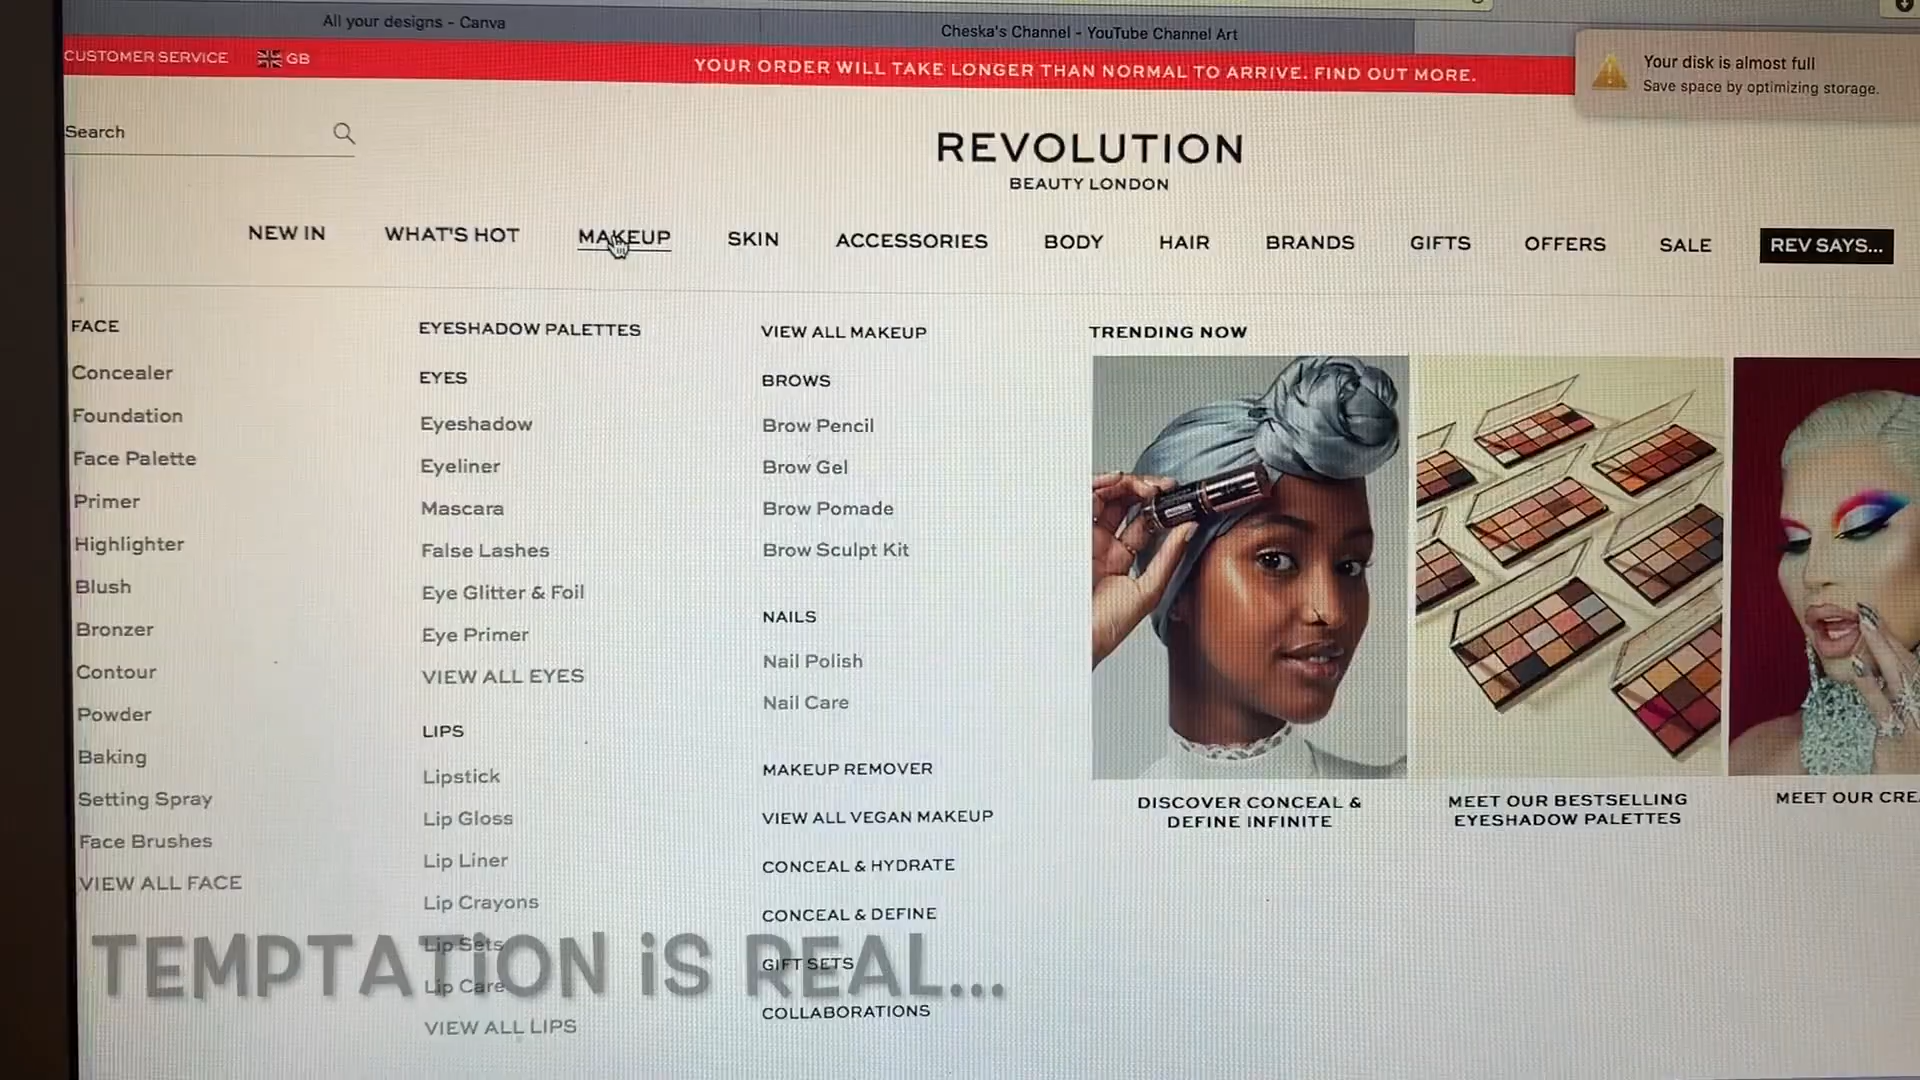 All your designs - Canva
Cheska's Channel - YouTube Channel Art
Your disk is almost full
Save space by optimizing storage.
CUSTOMER SERVICE
GB
YOUR ORDER WILL TAKE LONGER THAN NORMAL TO ARRIVE. FIND OUT MORE.
Search
REVOLUTION
BEAUTY LONDON
NEW IN
WHAT'S HOT
MAKEUP
SKIN
ACCESSORIES
BODY
HAIR
BRANDS
GIFTS
OFFERS
SALE
REV SAYS...
FACE
Concealer
Foundation
Face Palette
Primer
Highlighter
Blush
Bronzer
Contour
Powder
Baking
Setting Spray
Face Brushes
VIEW ALL FACE
EYESHADOW PALETTES
EYES
Eyeshadow
Eyeliner
Mascara
False Lashes
Eye Glitter & Foil
Eye Primer
VIEW ALL EYES
LIPS
Lipstick
Lip Gloss
Lip Liner
Lip Crayons
Lip Sets
Lip Care
VIEW ALL LIPS
VIEW ALL MAKEUP
BROWS
Brow Pencil
Brow Gel
Brow Pomade
Brow Sculpt Kit
NAILS
Nail Polish
Nail Care
MAKEUP REMOVER
VIEW ALL VEGAN MAKEUP
CONCEAL & HYDRATE
CONCEAL & DEFINE
GIFT SETS
COLLABORATIONS
TRENDING NOW
DISCOVER CONCEAL &
DEFINE INFINITE
MEET OUR BESTSELLING
EYESHADOW PALETTES
MEET OUR CRE
TEMPTATiON iS REAL...